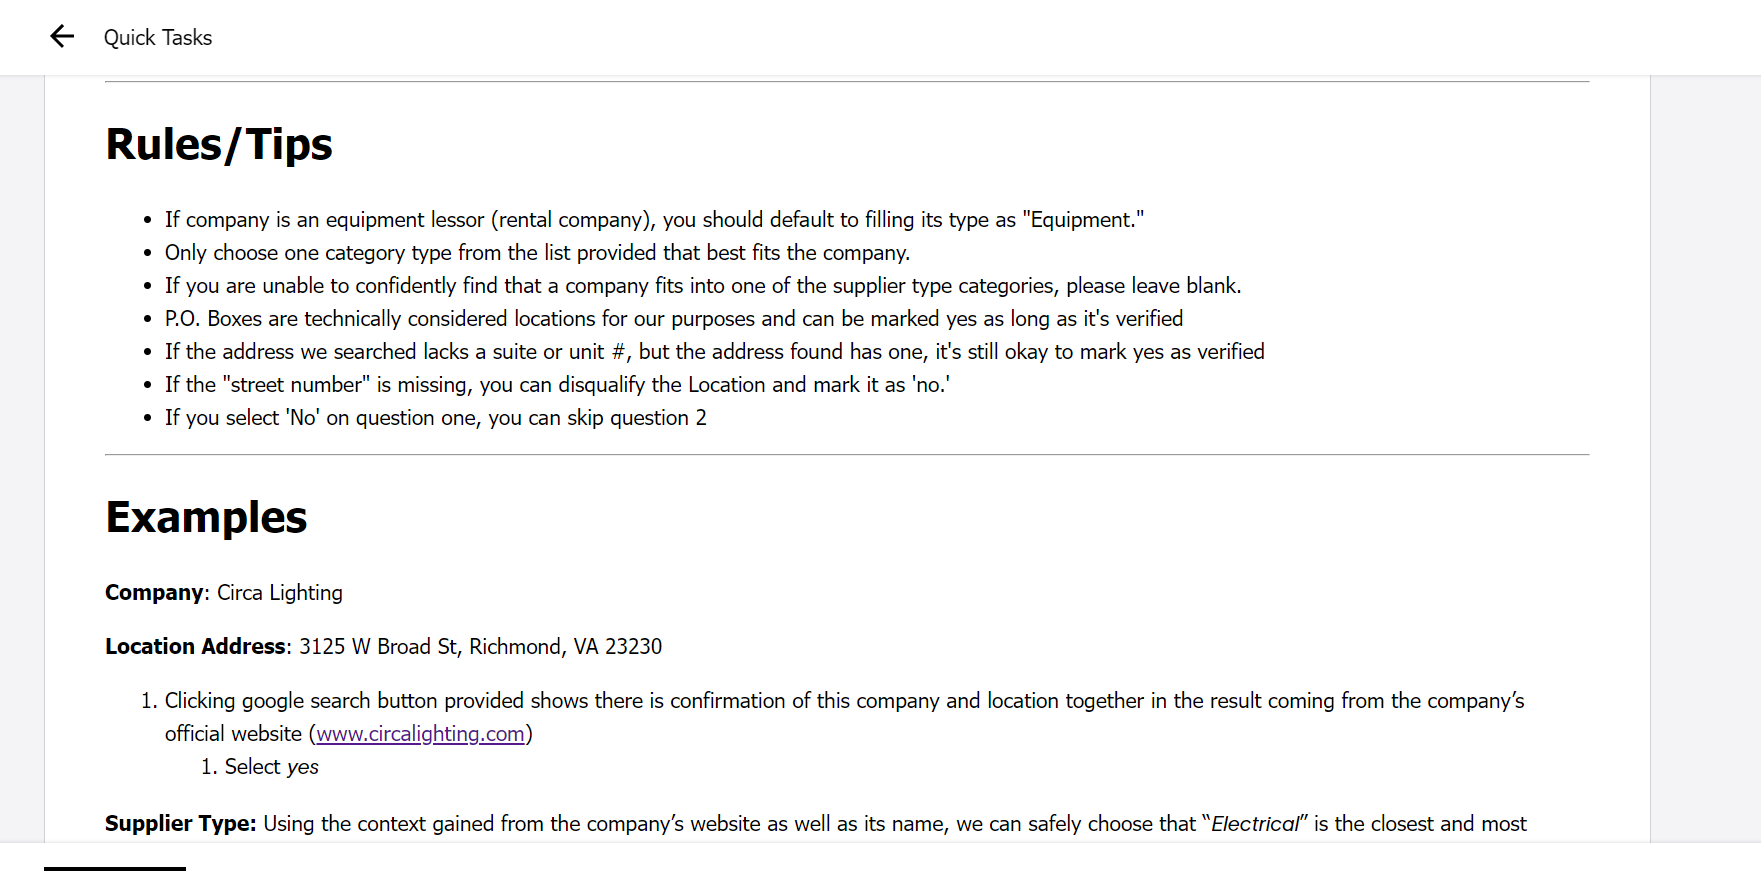 Quick Tasks
Rules/Tips
• If company is an equipment lessor (rental company), you should default to filling its type as "Equipment."
• Only choose one category type from the list provided that best fits the company.
• If you are unable to confidently find that a company fits into one of the supplier type categories, please leave blank.
• P.O. Boxes are technically considered locations for our purposes and can be marked yes as long as it's verified
• If the address we searched lacks a suite or unit #, but the address found has one, it's still okay to mark yes as verified
• If the "street number" is missing, you can disqualify the Location and mark it as 'no.'
• If you select 'No' on question one, you can skip question 2
Examples
Company: Circa Lighting
Location Address: 3125 W Broad St, Richmond, VA 23230
1. Clicking google search button provided shows there is confirmation of this company and location together in the result coming from the company’s
official website (www.circalighting.com)
1. Select yes
Supplier Type: Using the context gained from the company’s website as well as its name, we can safely choose that “Electrical” is the closest and most